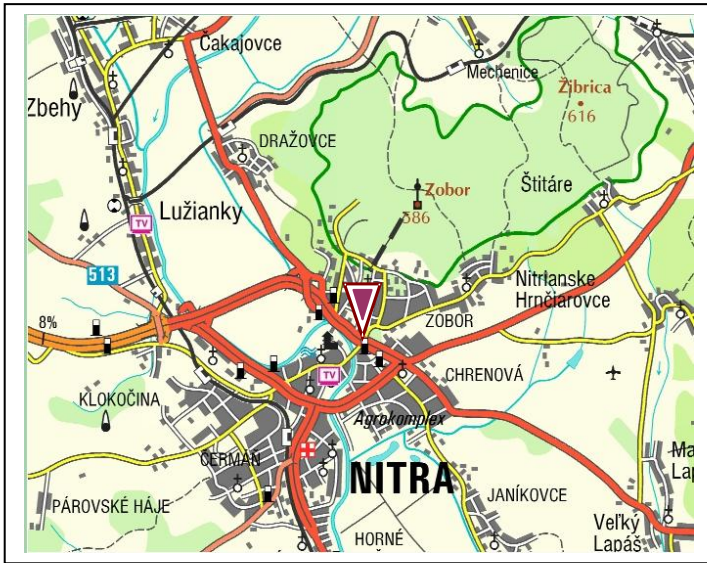 Čakajovce
Mechenice
Žibrica
616
Zbehy
DRAŽOVCE
Zobor
586
Štitáre
Lužianky
TV
513
Nitrianske
Hrnčiarovce
8%
ZOBOR
TV
CHRENOVÁ
KLOKOČINA
Agrokomplex
ČERMÁŇ
NITRA
PÁROVSKÉ HÁJE
JANÍKOVCE
Veľký
Lapáš
HORNÉ